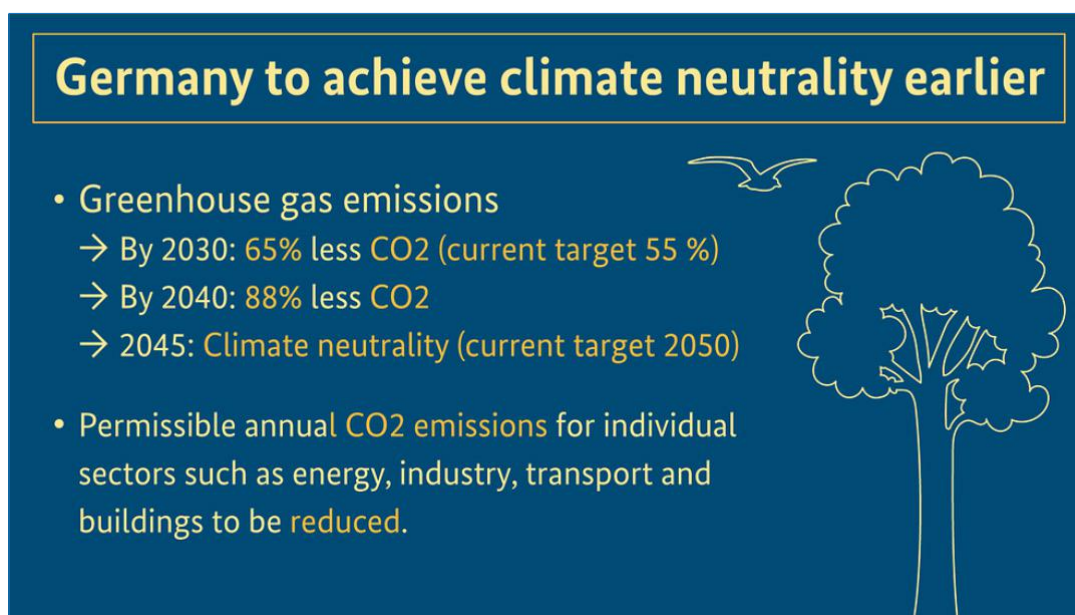 Germany to achieve climate neutrality earlier
• Greenhouse gas emissions
→ By 2030: 65% less CO2 (current target 55 %)
→ By 2040: 88% less CO2
→ 2045: Climate neutrality (current target 2050)
• Permissible annual CO2 emissions for individual
sectors such as energy, industry, transport and
buildings to be reduced.